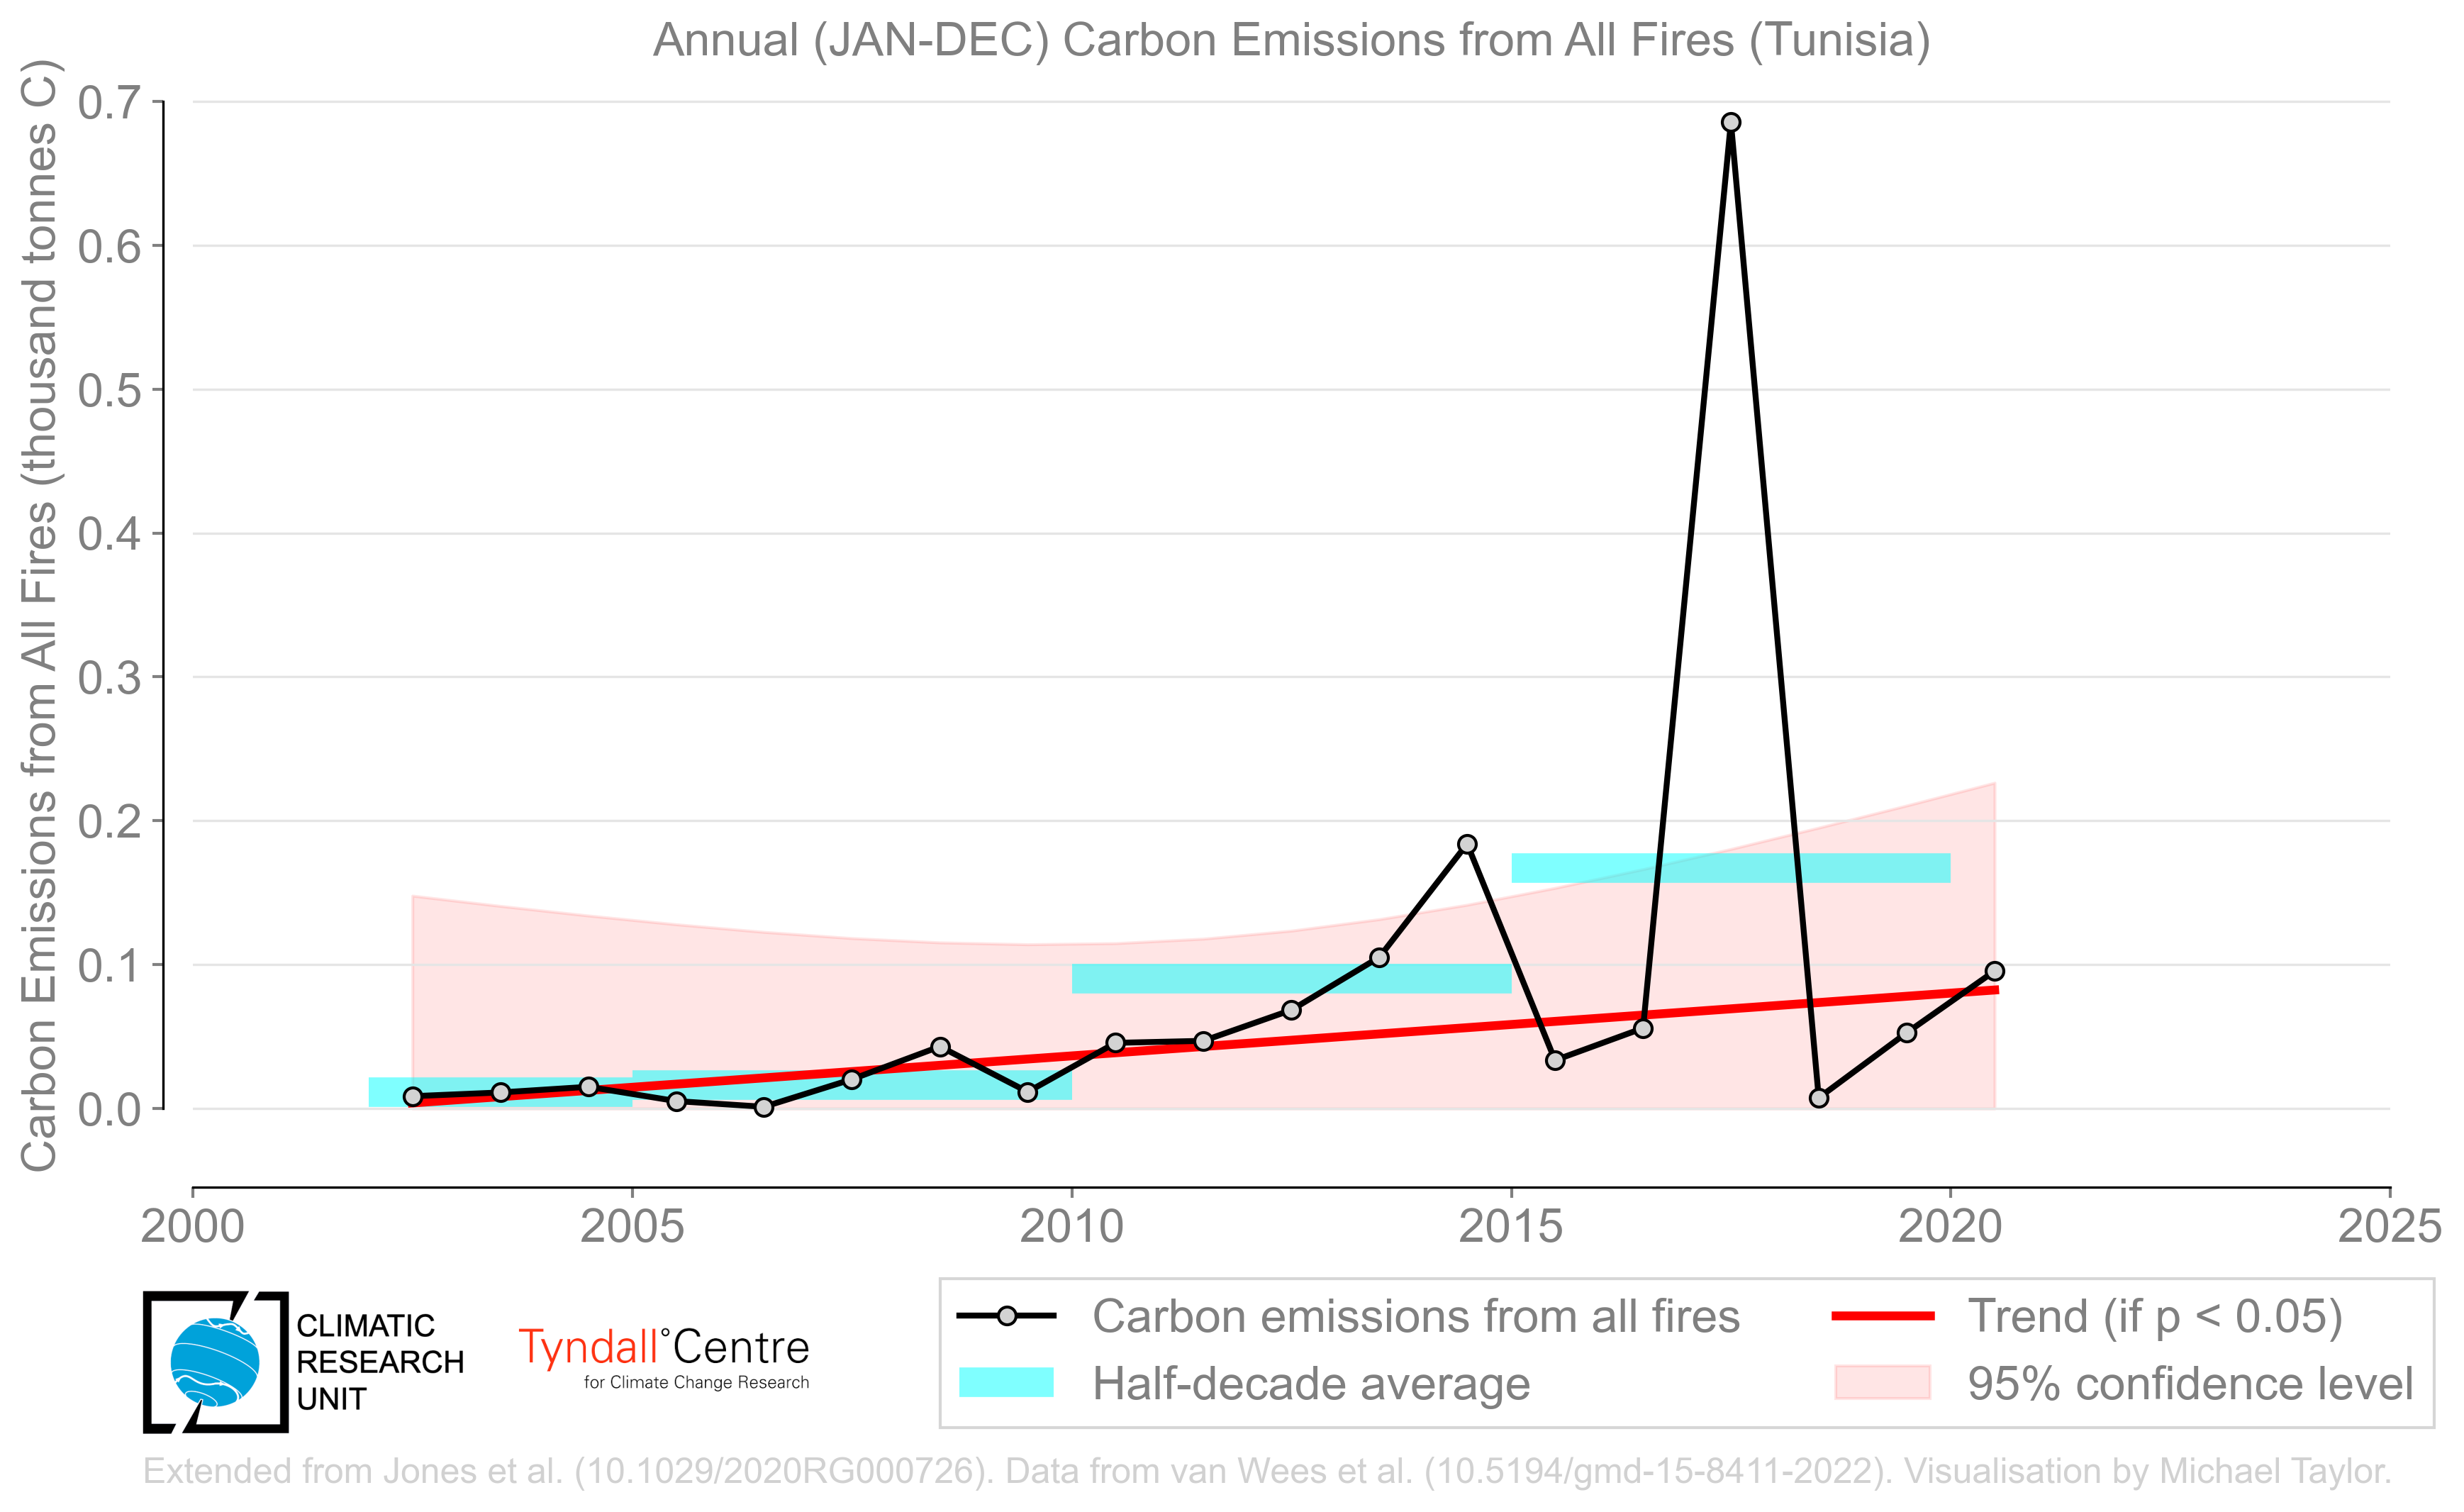 Annual (JAN-DEC) Carbon Emissions from All Fires (Tunisia)
Carbon Emissions from All Fires (thousand tonnes C)
0.7
0.6
0.5
0.4
0.3
0.2
0.1
0.0
2000 2005 2010 2015 2020 2025
CLIMATIC
RESEARCH
UNIT
Tyndall°Centre
for Climate Change Research
Carbon emissions from all fires
Half-decade average
Trend (if p < 0.05)
95% confidence level
Extended from Jones et al. (10.1029/2020RG000726). Data from van Wees et al. (10.5194/gmd-15-8411-2022). Visualisation by Michael Taylor.